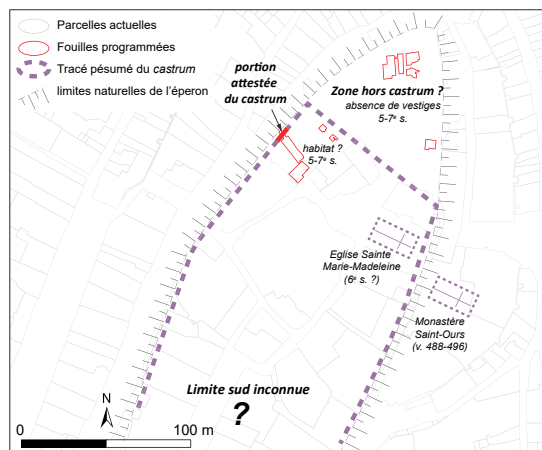 Parcelles actuelles
Fouilles programmées
Tracé pésumé du castrum
limites naturelles de l'éperon
portion
attestée
du castrum
Zone hors castrum ?
absence de vestiges
5-7e s.
habitat ?
5-7e s.
Eglise Sainte
Marie-Madeleine
(6e s. ?)
Monastère
Saint-Ours
(v. 488-496)
Limite sud inconnue
?
N
0 100 m